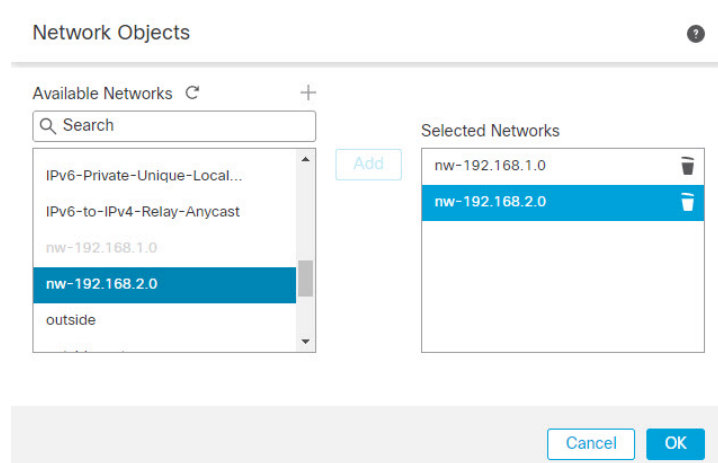 Network Objects
Available Networks
Search
IPv6-Private-Unique-Local...
IPv6-to-IPv4-Relay-Anycast
nw-192.168.1.0
nw-192.168.2.0
outside
Add
Selected Networks
nw-192.168.1.0
nw-192.168.2.0
Cancel
OK